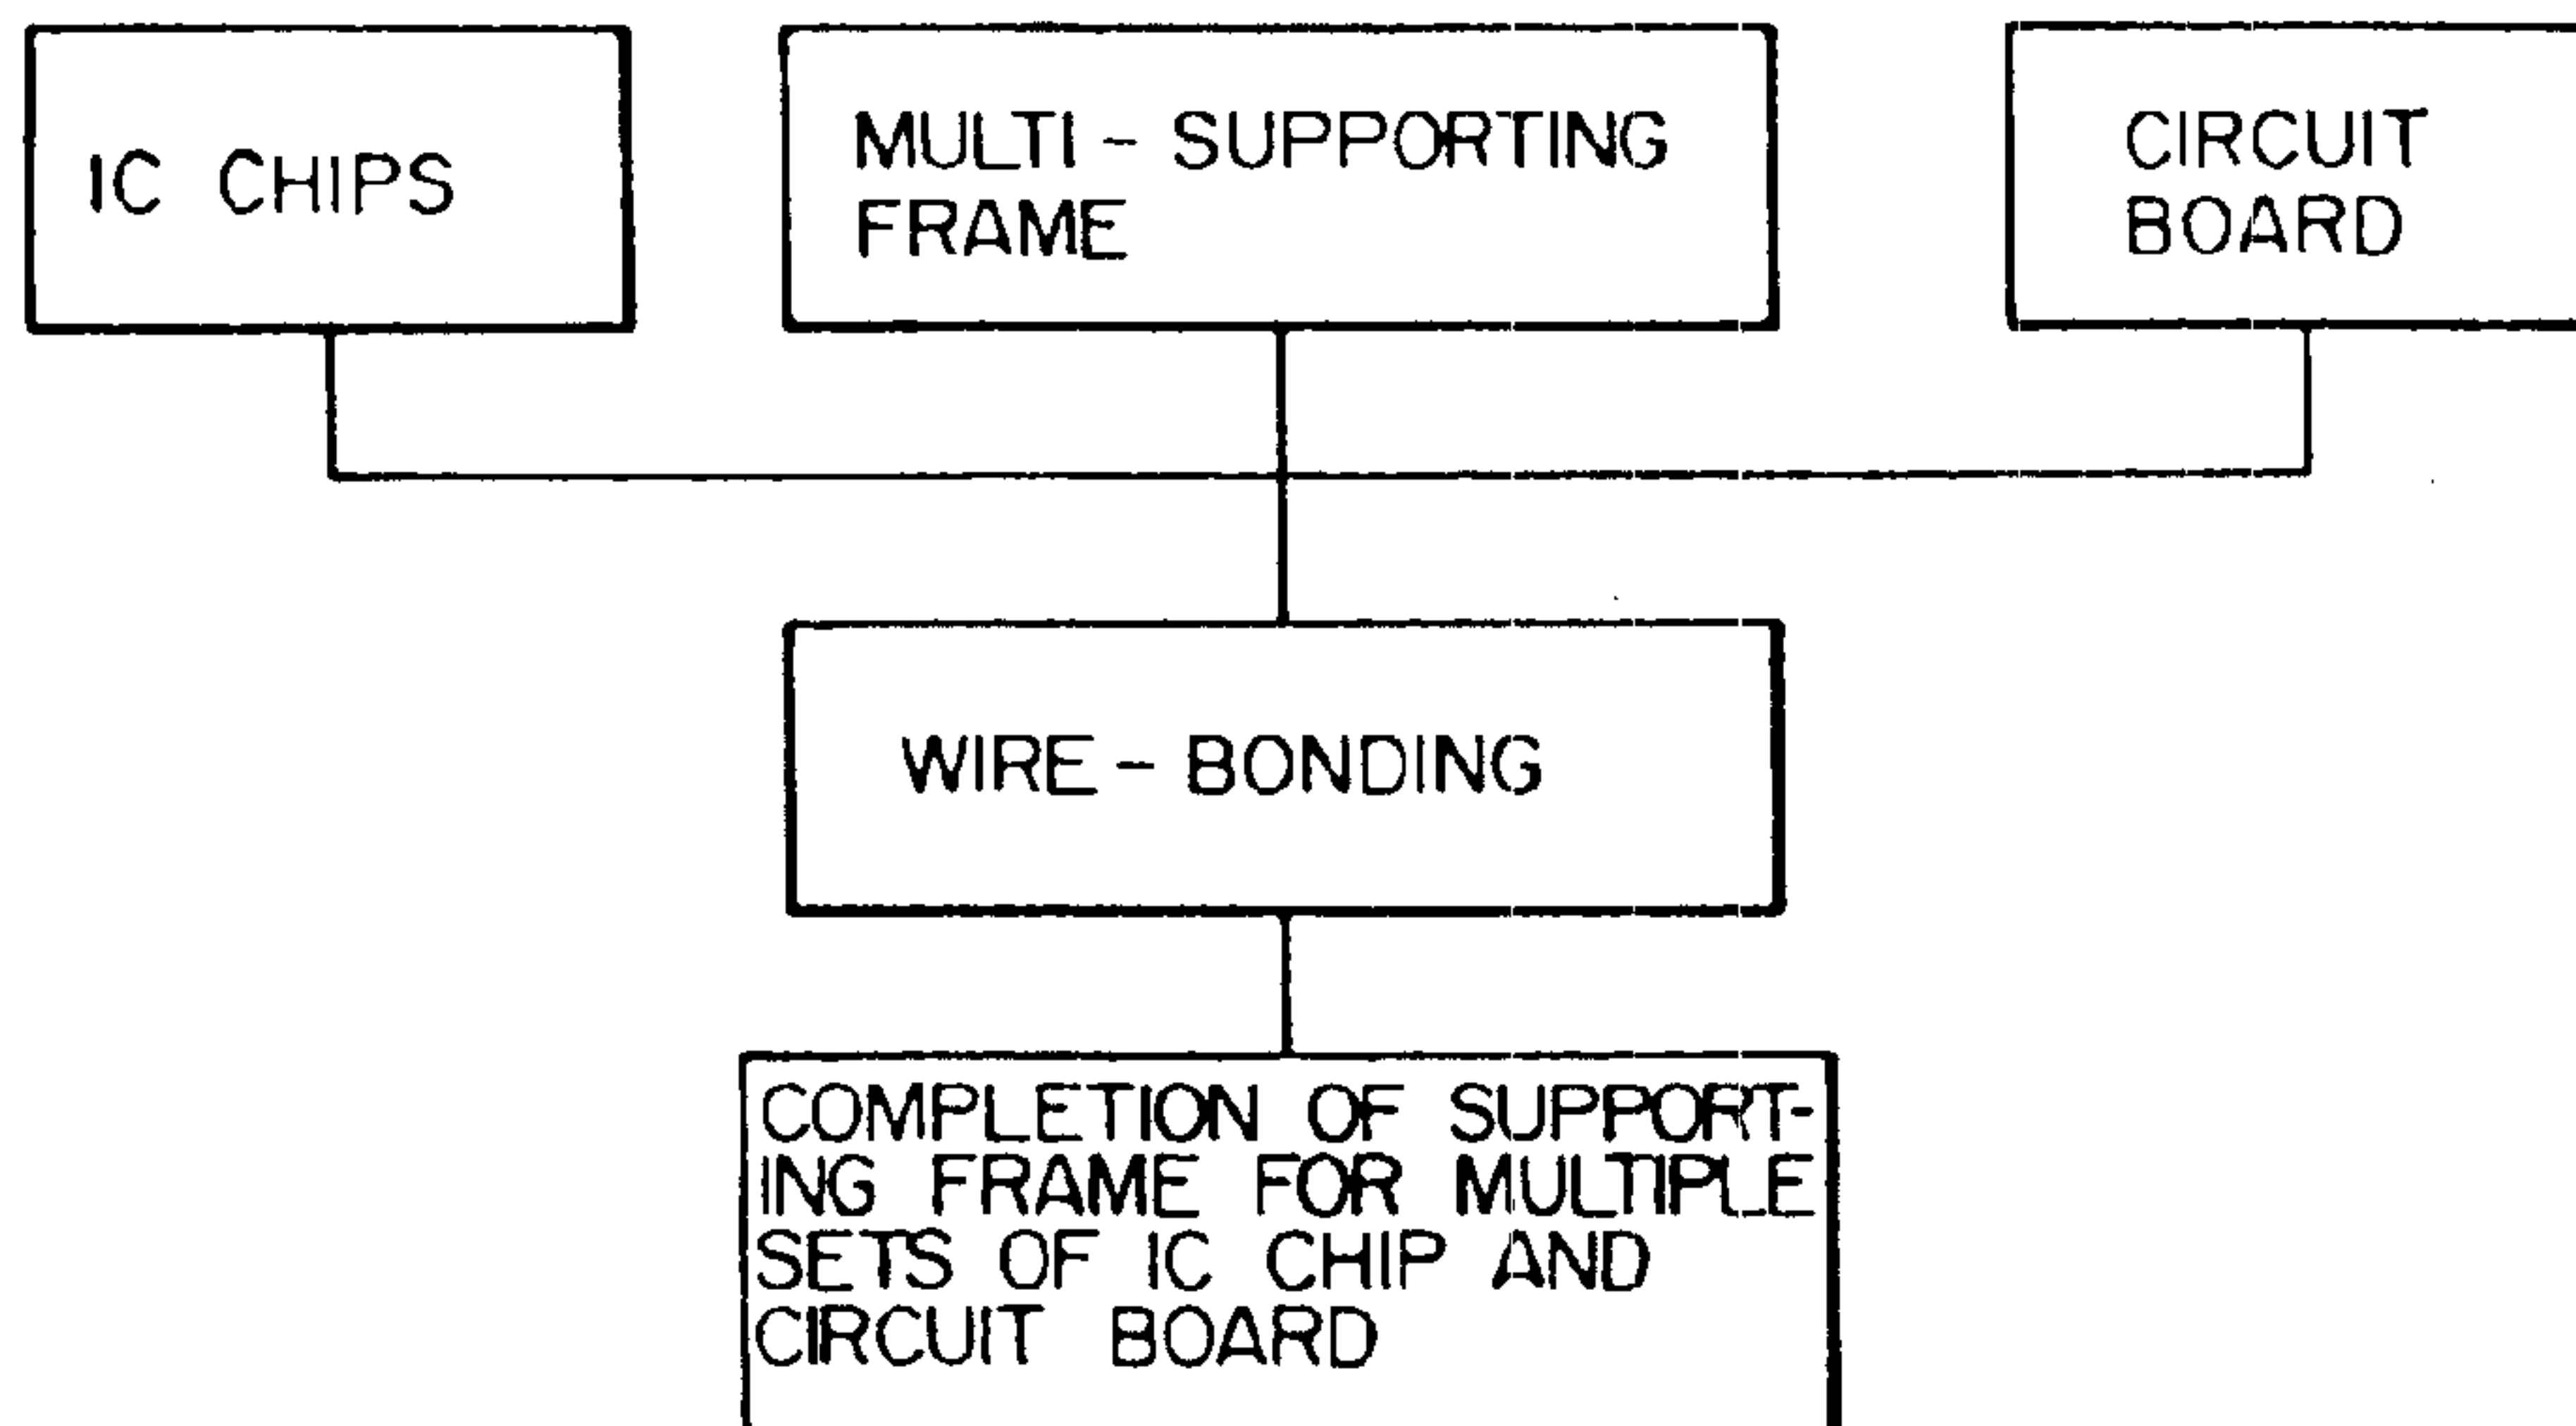 IC CHIPS
MULTI - SUPPORTING
FRAME
CIRCUIT
BOARD
WIRE - BONDING
COMPLETION OF SUPPORT-
ING FRAME FOR MULTIPLE
SETS OF IC CHIP AND
CIRCUIT BOARD